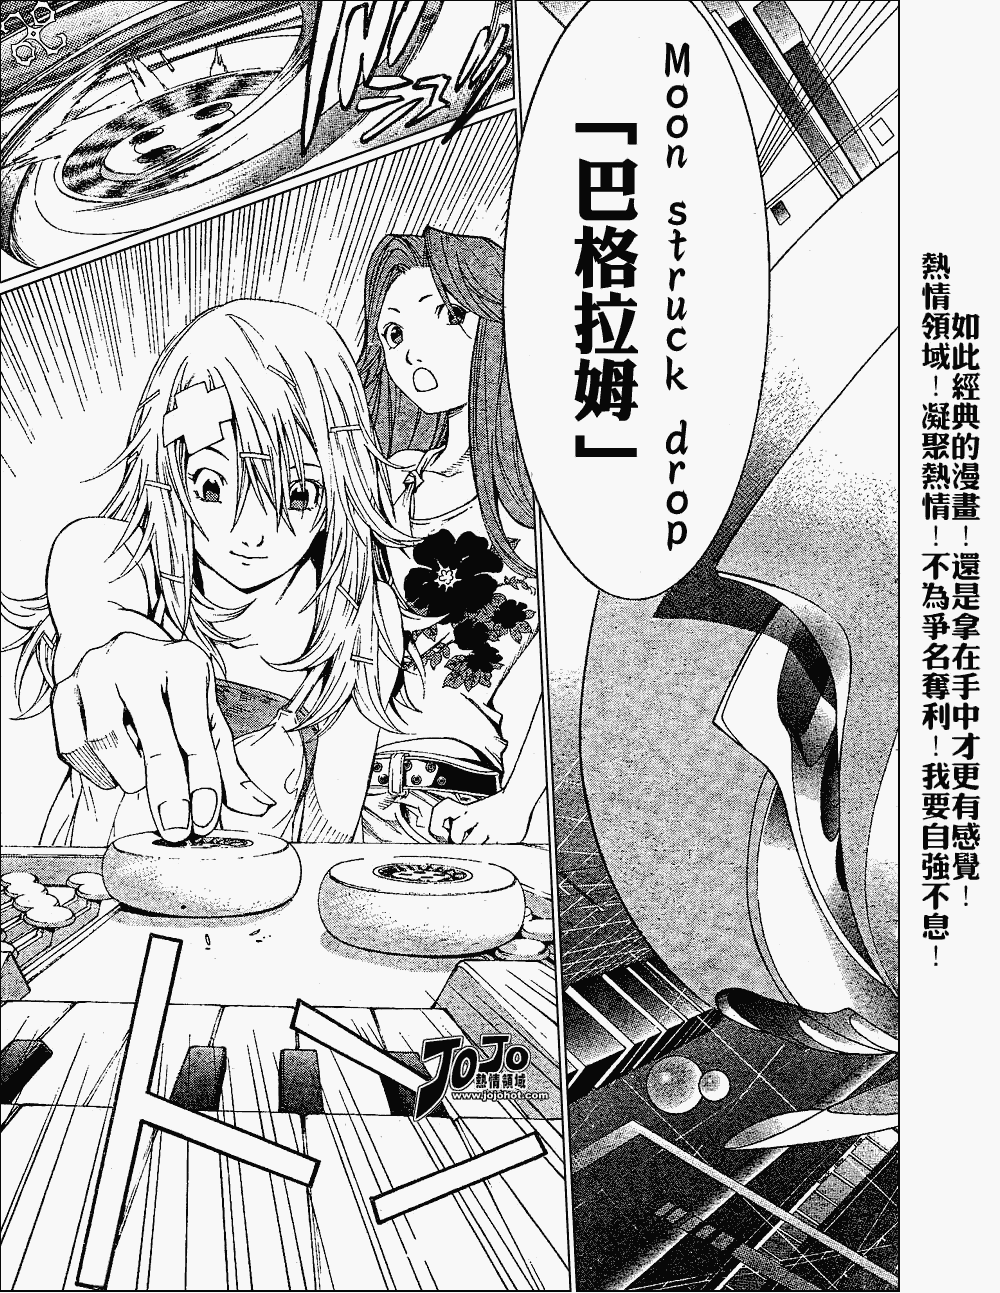 如此經典的漫畫！還是拿在手中才更有感覺！
熱情領域！凝聚熱情！不為爭名奪利！我要自強不息！
Moon struck drop
「巴格拉姆」
JoJo
熱情領域
www.jojohot.com